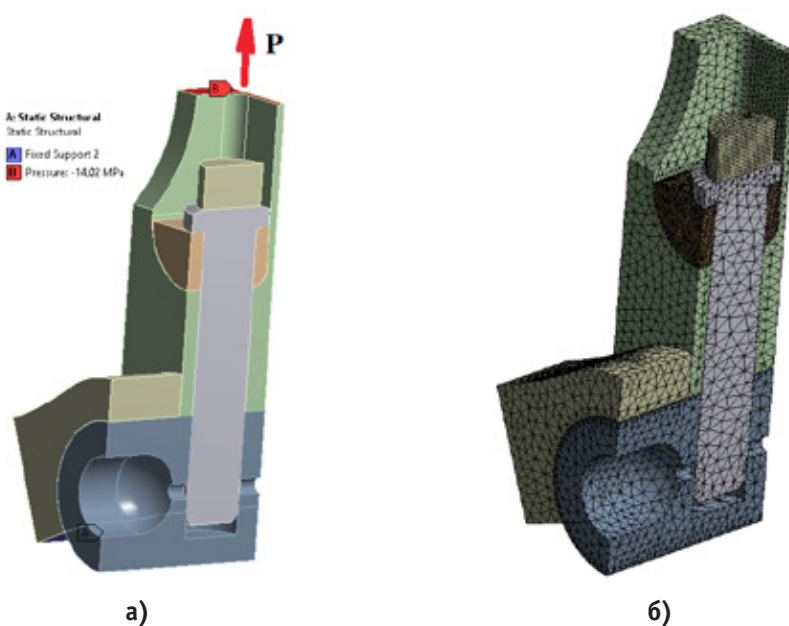 P
B
A: Static Structural
Static Structural
A Fixed Support 2
B Pressure: -14,02 MPa
A
а)
б)